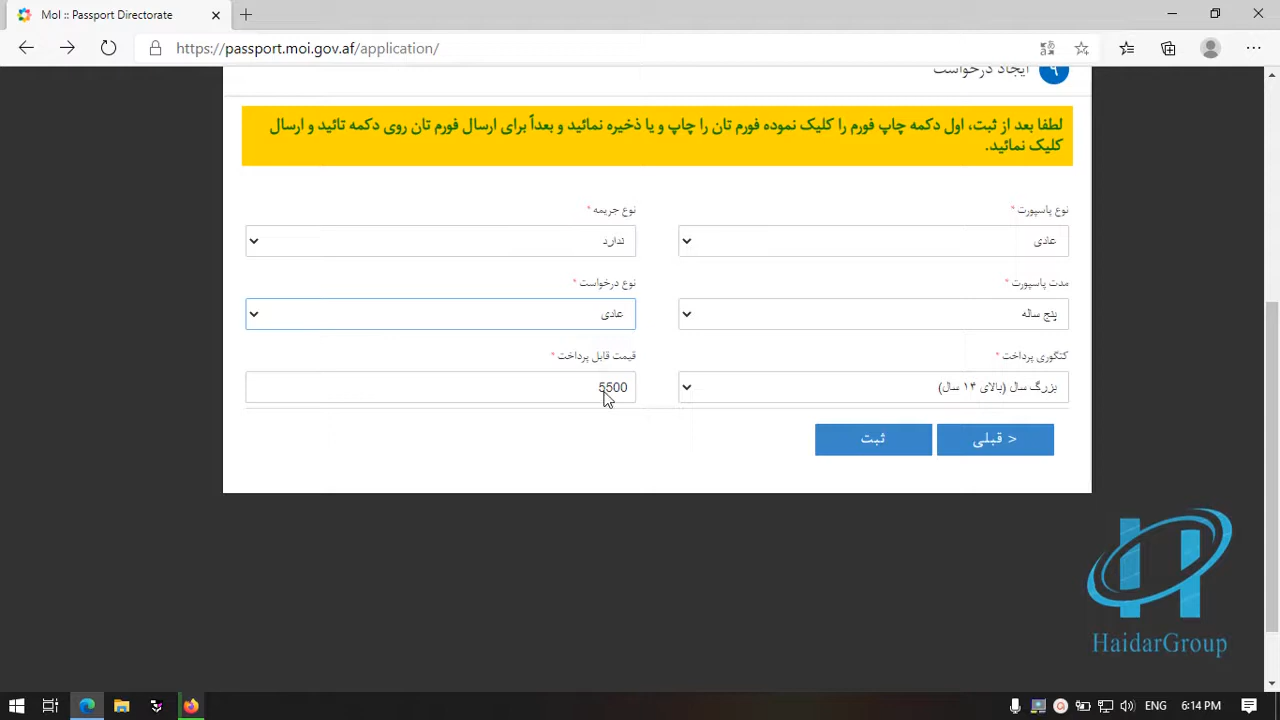 MoI :: Passport Directorate
https://passport.moi.gov.af/application/
۹ ایجاد درخواست
لطفا بعد از ثبت، اول دکمه چاپ فورم را کلیک نموده فورم تان را چاپ و یا ذخیره نمائید و بعداً برای ارسال فورم تان روی دکمه تائید و ارسال
کلیک نمائید.
نوع پاسپورت *
عادی
نوع جریمه *
ندارد
مدت پاسپورت *
پنج ساله
نوع درخواست *
عادی
کتگوری پرداخت *
بزرگ سال (بالای ۱۴ سال)
قیمت قابل پرداخت *
5500
< قبلی
ثبت
HaidarGroup
ENG 6:14 PM